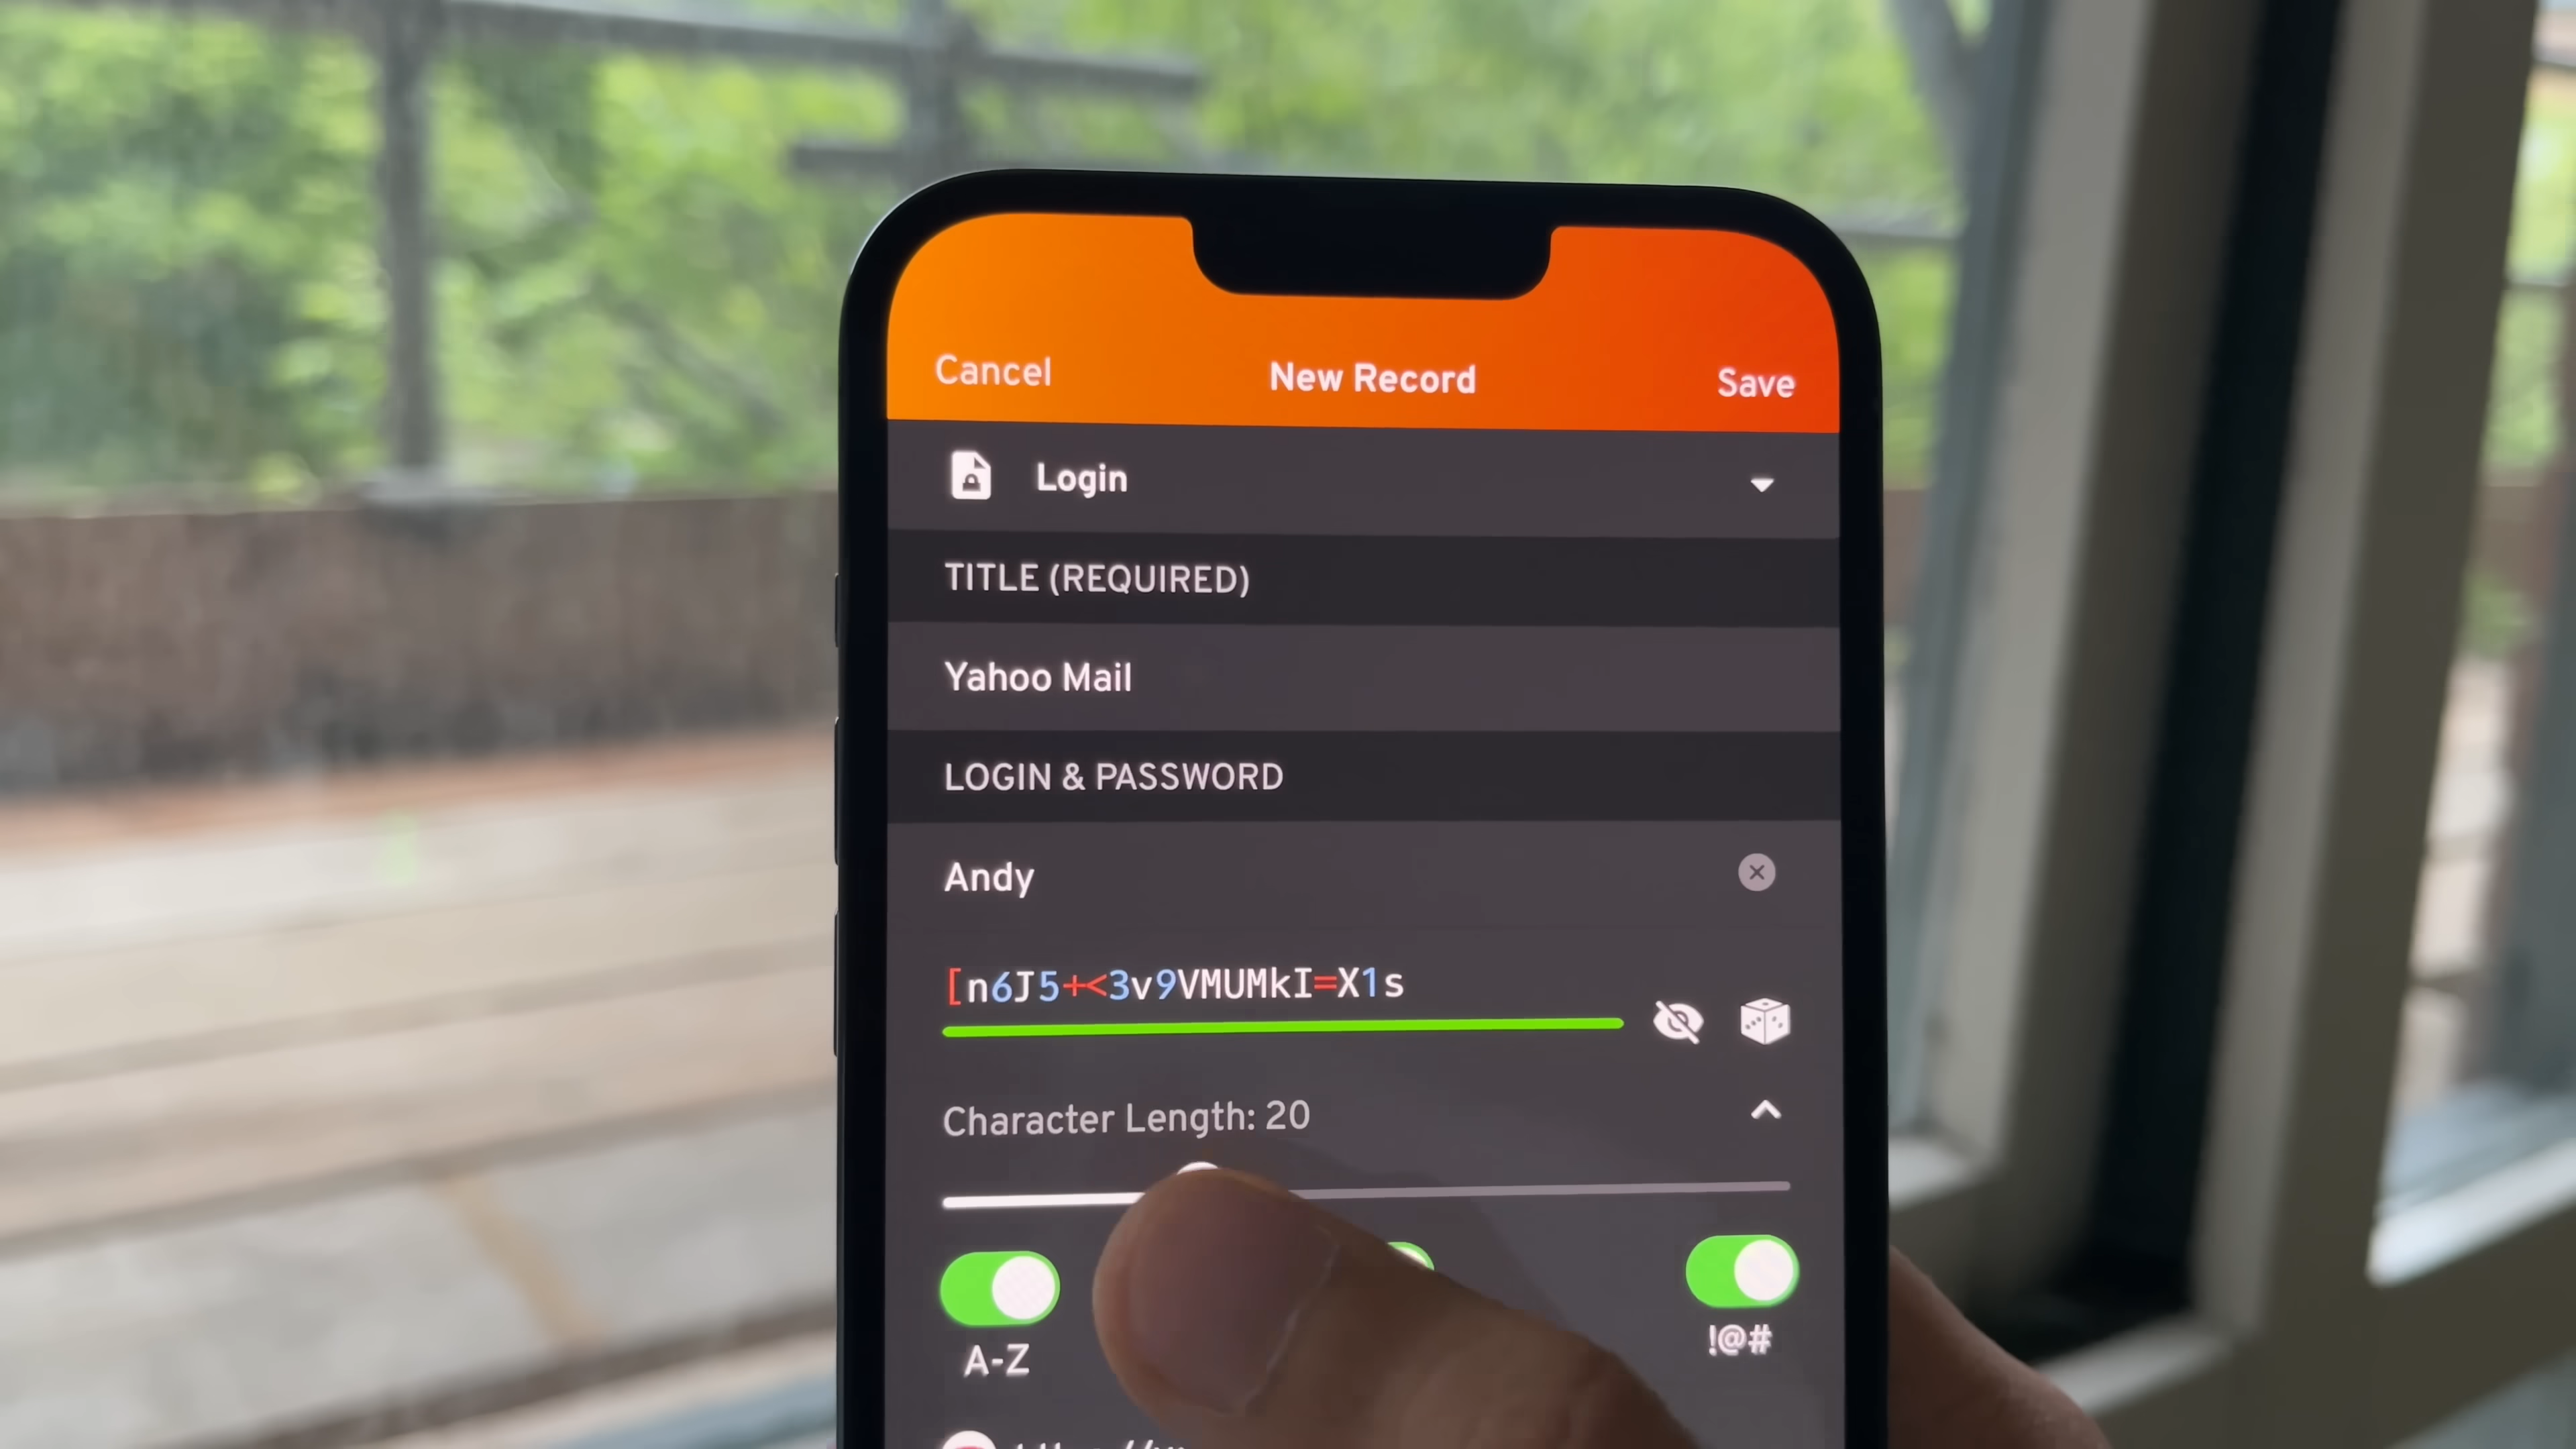 Cancel New Record Save
Login
TITLE (REQUIRED)
Yahoo Mail
LOGIN & PASSWORD
Andy
[n6J5+<3v9VMUMkI=X1s
Character Length: 20
A-Z !@#